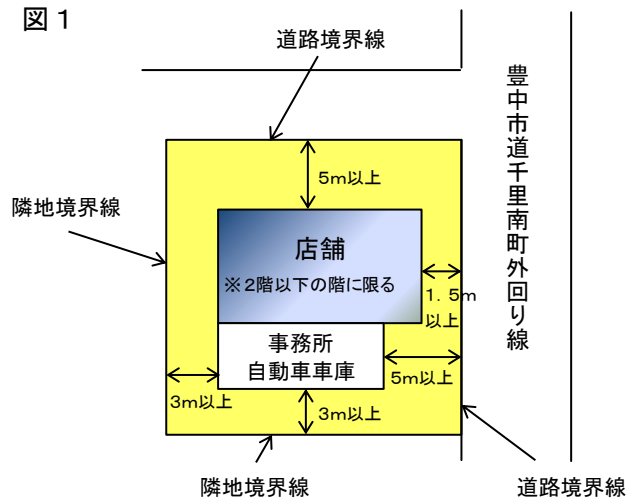 図1
道路境界線
豊中市道千里南町外回り線
5m以上
隣地境界線
店舗
※2階以下の階に限る
1.5m
以上
事務所
自動車車庫
5m以上
3m以上
3m以上
隣地境界線
道路境界線